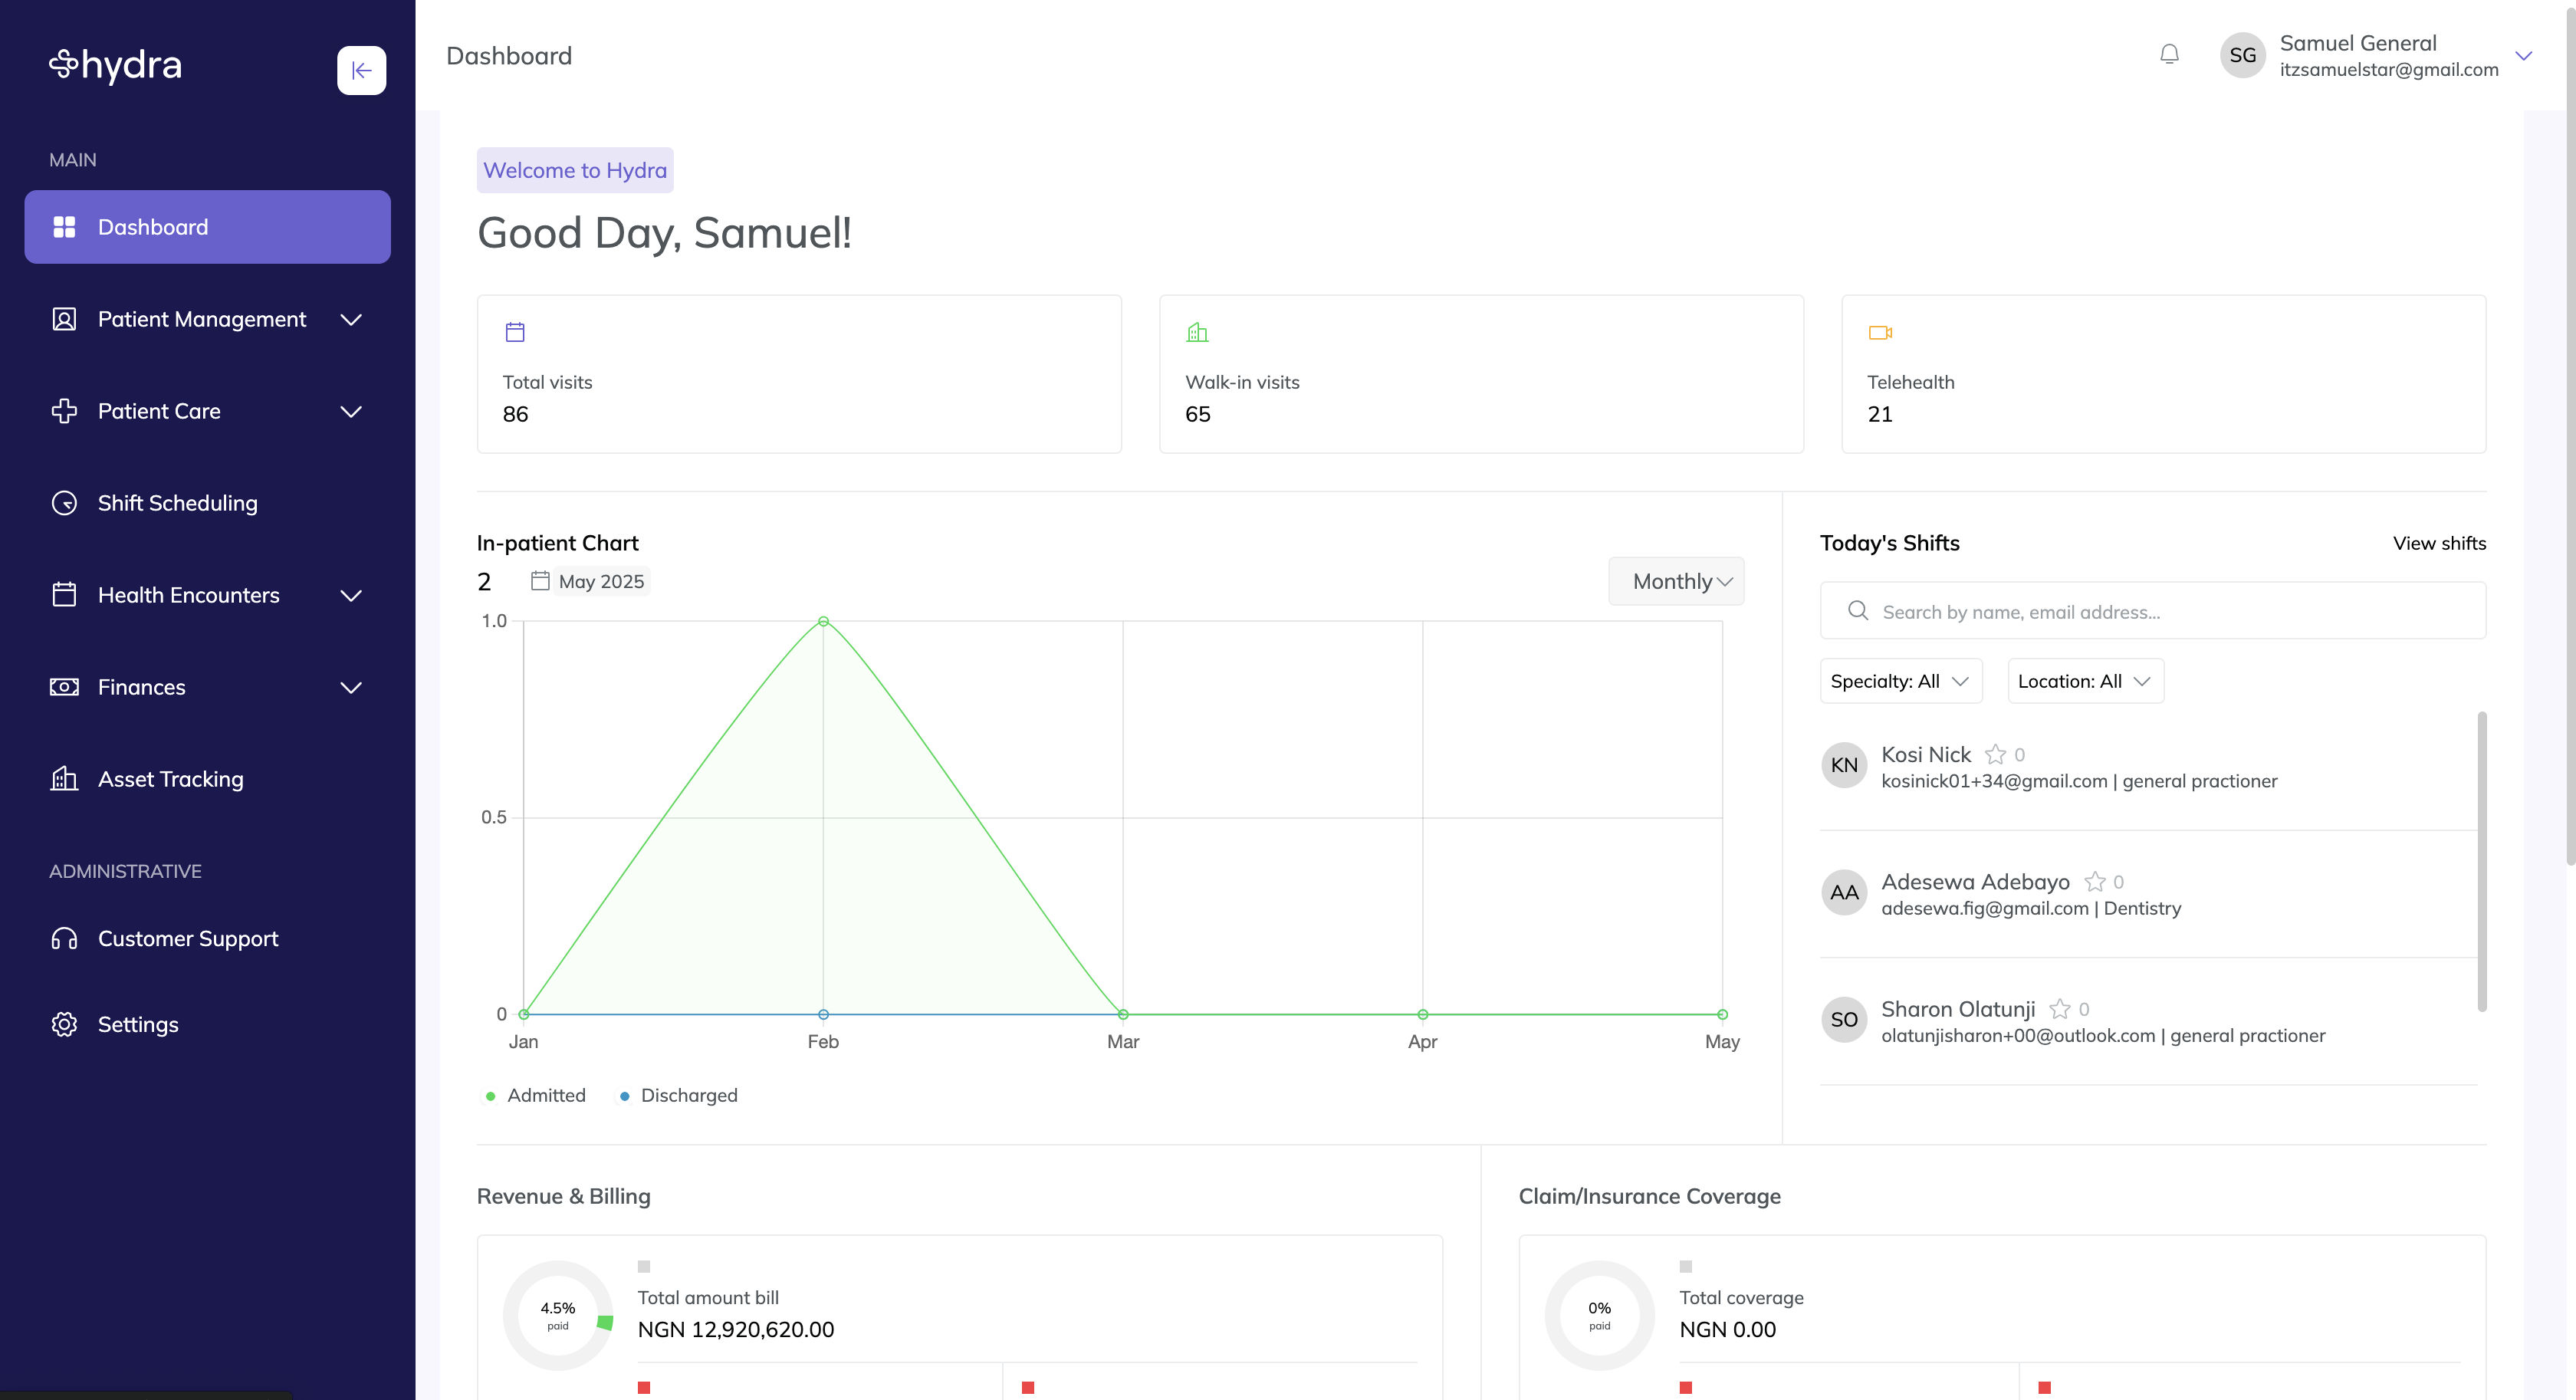 hydra
Dashboard
SG
Samuel General
itzsamuelstar@gmail.com
MAIN
Dashboard
Patient Management
Patient Care
Shift Scheduling
Health Encounters
Finances
Asset Tracking
ADMINISTRATIVE
Customer Support
Settings
Welcome to Hydra
Good Day, Samuel!
Total visits
86
Walk-in visits
65
Telehealth
21
In-patient Chart
2
May 2025
Monthly
1.0
0.5
0
Jan
Feb
Mar
Apr
May
Admitted
Discharged
Today's Shifts
View shifts
Search by name, email address...
Specialty: All
Location: All
KN
Kosi Nick
0
kosinick01+34@gmail.com | general practioner
AA
Adesewa Adebayo
0
adesewa.fig@gmail.com | Dentistry
SO
Sharon Olatunji
0
olatunjisharon+00@outlook.com | general practioner
Revenue & Billing
4.5%
paid
Total amount bill
NGN 12,920,620.00
Claim/Insurance Coverage
0%
paid
Total coverage
NGN 0.00